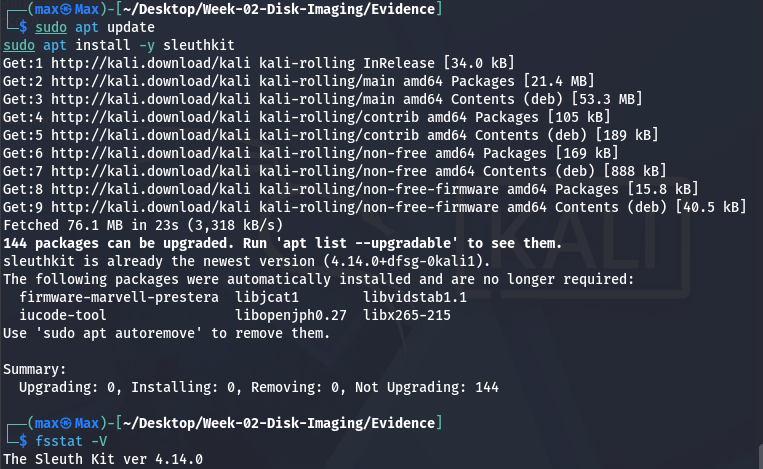 ┌──(max㉿Max)-[~/Desktop/Week-02-Disk-Imaging/Evidence]
└─$ sudo apt update
sudo apt install -y sleuthkit
Get:1 http://kali.download/kali kali-rolling InRelease [34.0 kB]
Get:2 http://kali.download/kali kali-rolling/main amd64 Packages [21.4 MB]
Get:3 http://kali.download/kali kali-rolling/main amd64 Contents (deb) [53.3 MB]
Get:4 http://kali.download/kali kali-rolling/contrib amd64 Packages [105 kB]
Get:5 http://kali.download/kali kali-rolling/contrib amd64 Contents (deb) [189 kB]
Get:6 http://kali.download/kali kali-rolling/non-free amd64 Packages [169 kB]
Get:7 http://kali.download/kali kali-rolling/non-free amd64 Contents (deb) [888 kB]
Get:8 http://kali.download/kali kali-rolling/non-free-firmware amd64 Packages [15.8 kB]
Get:9 http://kali.download/kali kali-rolling/non-free-firmware amd64 Contents (deb) [40.5 kB]
Fetched 76.1 MB in 23s (3,318 kB/s)
144 packages can be upgraded. Run 'apt list --upgradable' to see them.
sleuthkit is already the newest version (4.14.0+dfsg-0kali1).
The following packages were automatically installed and are no longer required:
  firmware-marvell-prestera  libjcat1        libvidstab1.1
  iucode-tool                libopenjph0.27  libx265-215
Use 'sudo apt autoremove' to remove them.

Summary:
  Upgrading: 0, Installing: 0, Removing: 0, Not Upgrading: 144

┌──(max㉿Max)-[~/Desktop/Week-02-Disk-Imaging/Evidence]
└─$ fsstat -V
The Sleuth Kit ver 4.14.0
KALI